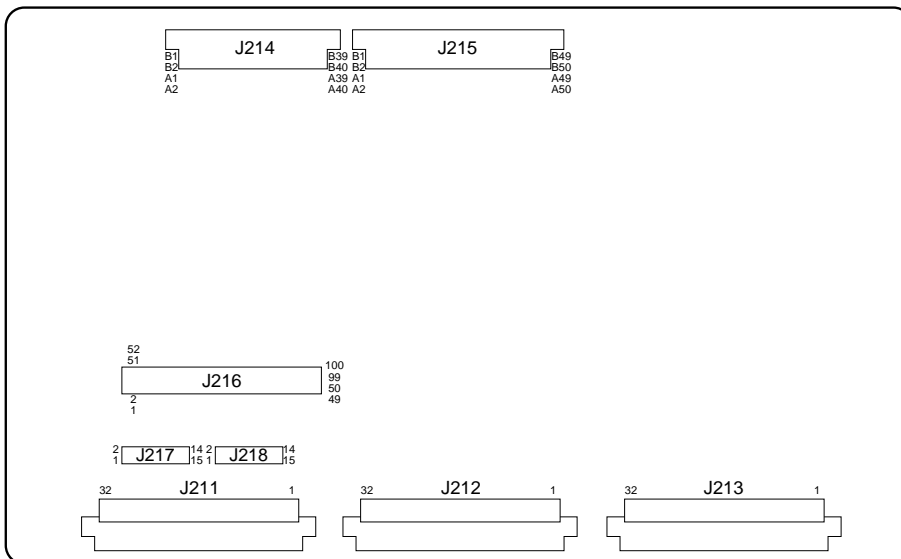 J214 J215
B1 B39 B1 B49
B2 B40 B2 B50
A1 A39 A1 A49
A2 A40 A2 A50
52
51 100
J216 99
2 50
1 49
2 J217 14 2 J218 14
1 15 1 15
32 J211 1 32 J212 1 32 J213 1